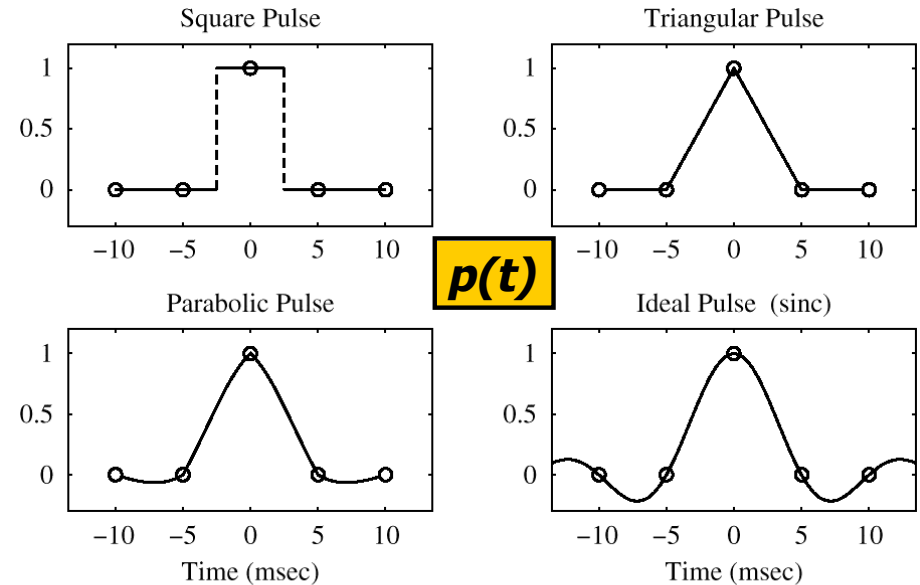 Square Pulse
1
0.5
0
−10 −5 0 5 10
Triangular Pulse
1
0.5
0
−10 −5 0 5 10
p(t)
Parabolic Pulse
1
0.5
0
−10 −5 0 5 10
Time (msec)
Ideal Pulse (sinc)
1
0.5
0
−10 −5 0 5 10
Time (msec)